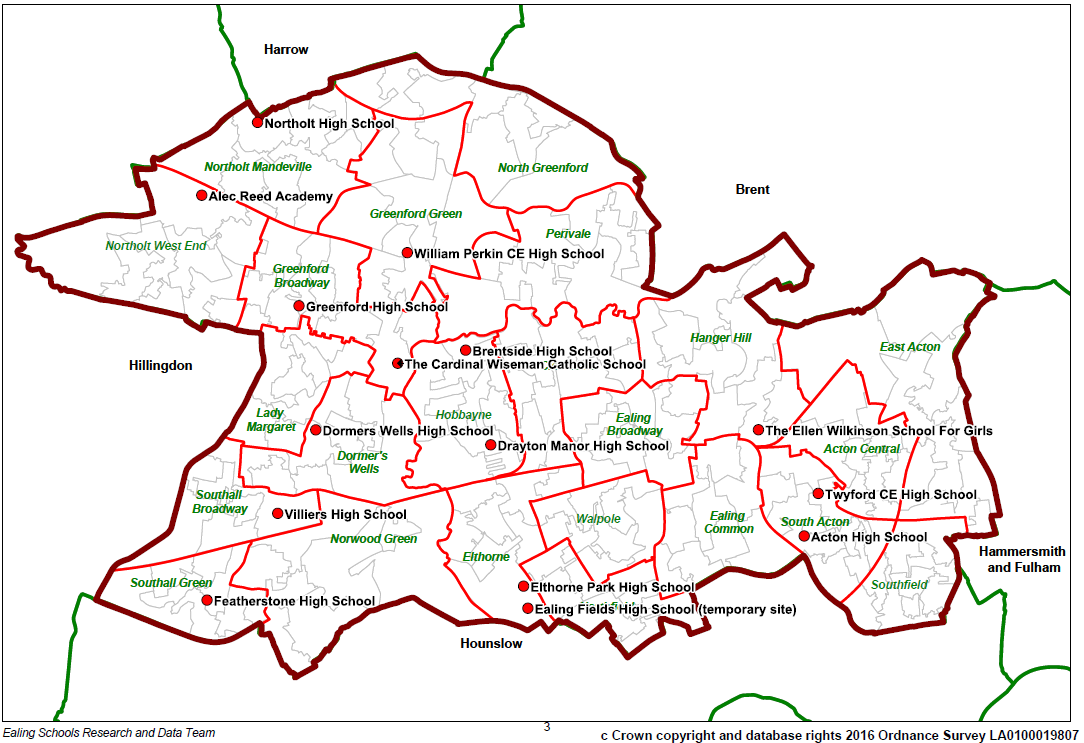 Harrow
Northolt High School
Northolt Mandeville
North Greenford
Brent
Alec Reed Academy
Greenford Green
Perivale
Northolt West End
William Perkin CE High School
Greenford
Broadway
Greenford High School
Hanger Hill
East Acton
Brentside High School
Hillingdon
The Cardinal Wiseman Catholic School
Lady
Margaret
Hobbayne
Ealing
Broadway
Dormers Wells High School
The Ellen Wilkinson School For Girls
Drayton Manor High School
Acton Central
Dormer's
Wells
Southall
Broadway
Twyford CE High School
Villiers High School
Walpole
Ealing
Common
South Acton
Norwood Green
Acton High School
Elthorne
Hammersmith
and Fulham
Southall Green
Elthorne Park High School
Southfield
Featherstone High School
Ealing Fields High School (temporary site)
Hounslow
Ealing Schools Research and Data Team
3
c Crown copyright and database rights 2016 Ordnance Survey LA0100019807